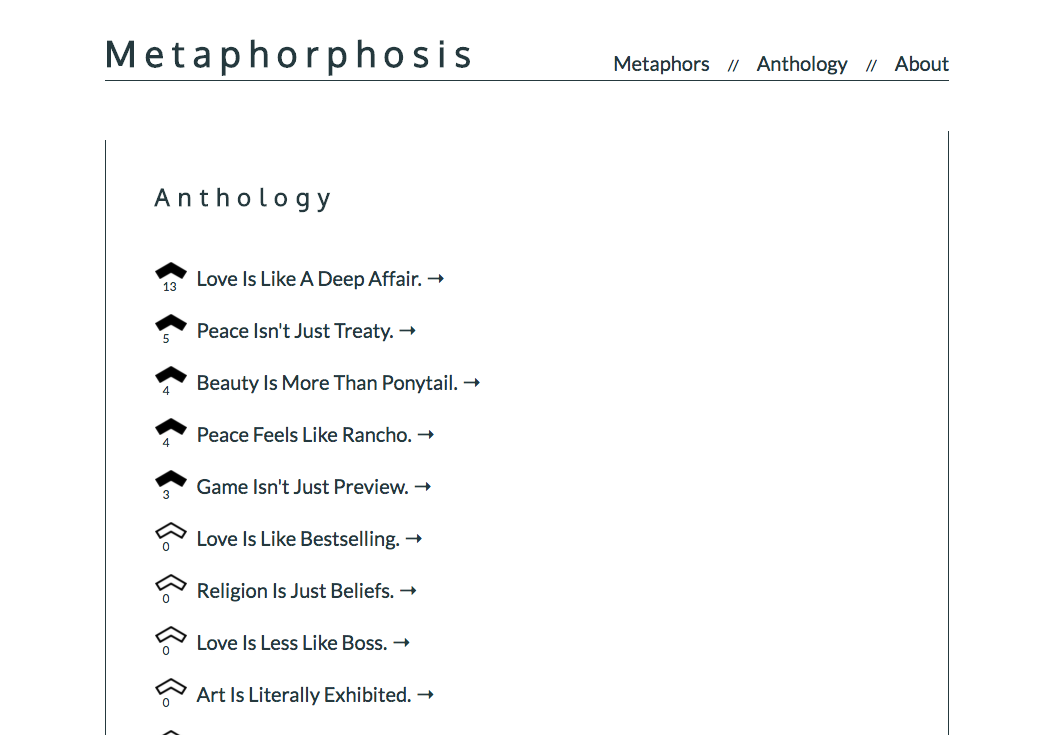 Metaphorphosis
Metaphors // Anthology // About
Anthology
Love Is Like A Deep Affair. →
13
Peace Isn't Just Treaty. →
5
Beauty Is More Than Ponytail. →
4
Peace Feels Like Rancho. →
4
Game Isn't Just Preview. →
3
Love Is Like Bestselling. →
0
Religion Is Just Beliefs. →
0
Love Is Less Like Boss. →
0
Art Is Literally Exhibited. →
0